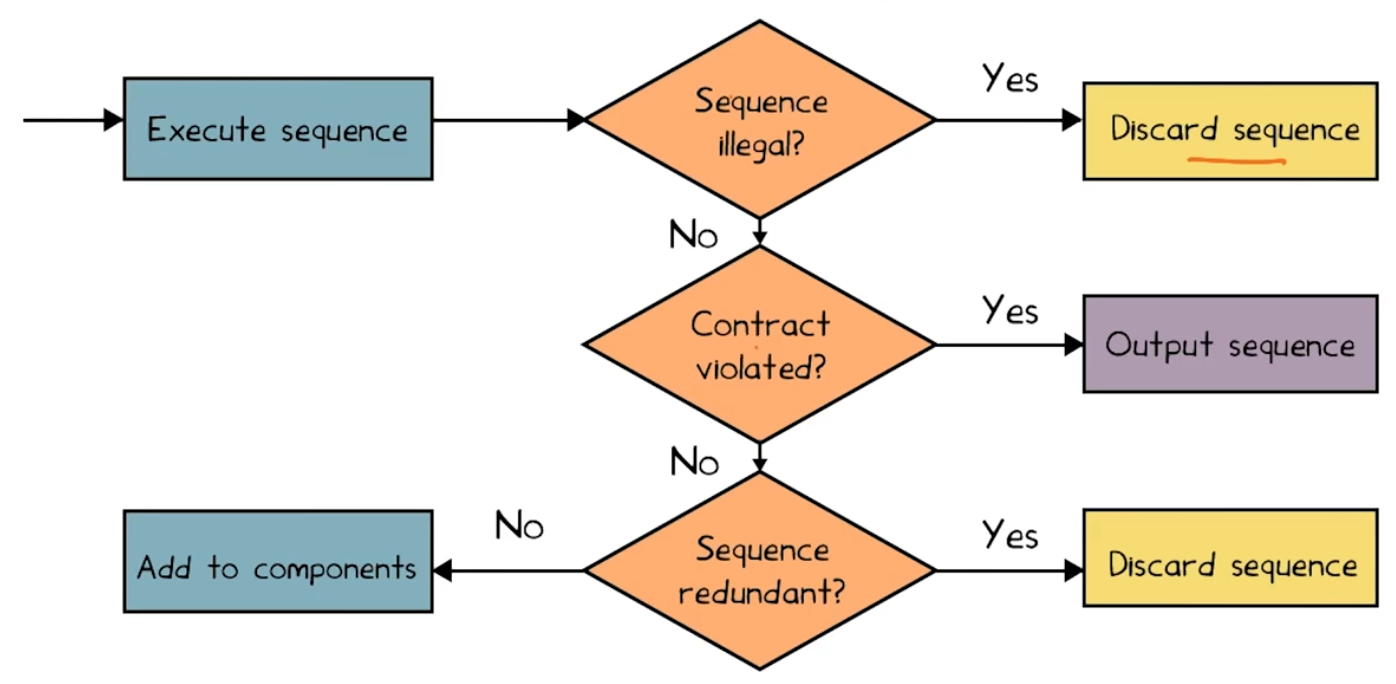 Execute sequence
Sequence
illegal?
Yes
Discard sequence
No
Contract
violated?
Yes
Output sequence
No
Sequence
redundant?
Yes
Discard sequence
No
Add to components